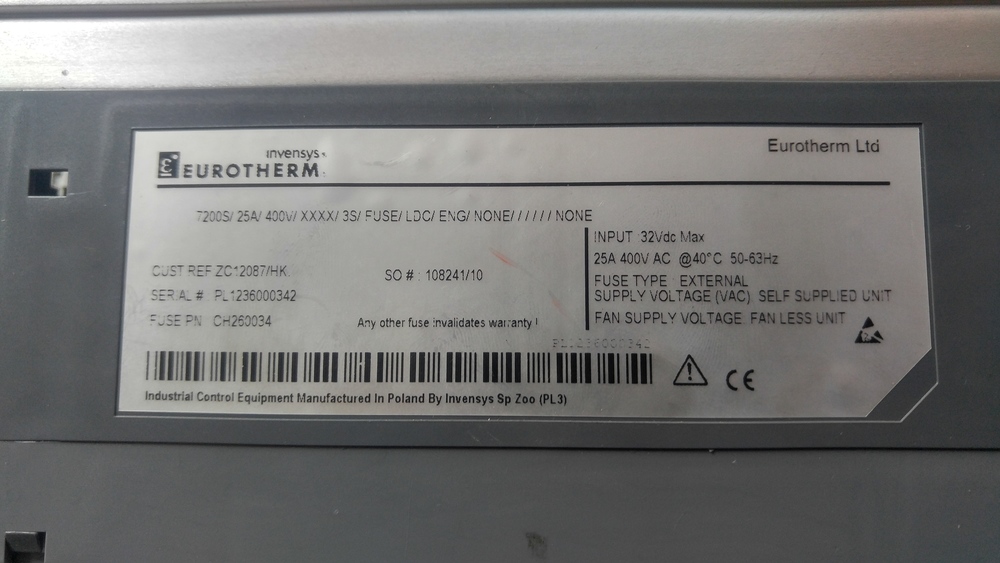 invensys
EUROTHERM
Eurotherm Ltd
7200S/ 25A/ 400V/ XXXX/ 3S/ FUSE/ LDC/ ENG/ NONE/ / / / / / NONE
INPUT 32Vdc Max
25A 400V AC @40°C 50-63Hz
FUSE TYPE EXTERNAL
SUPPLY VOLTAGE (VAC) SELF SUPPLIED UNIT
FAN SUPPLY VOLTAGE FAN LESS UNIT
CUST REF ZC12087/HK
SO # : 108241/10
SERIAL # PL1236000342
FUSE PN CH260034
Any other fuse invalidates warranty !
PL1236000342
CE
Industrial Control Equipment Manufactured In Poland By Invensys Sp Zoo (PL3)